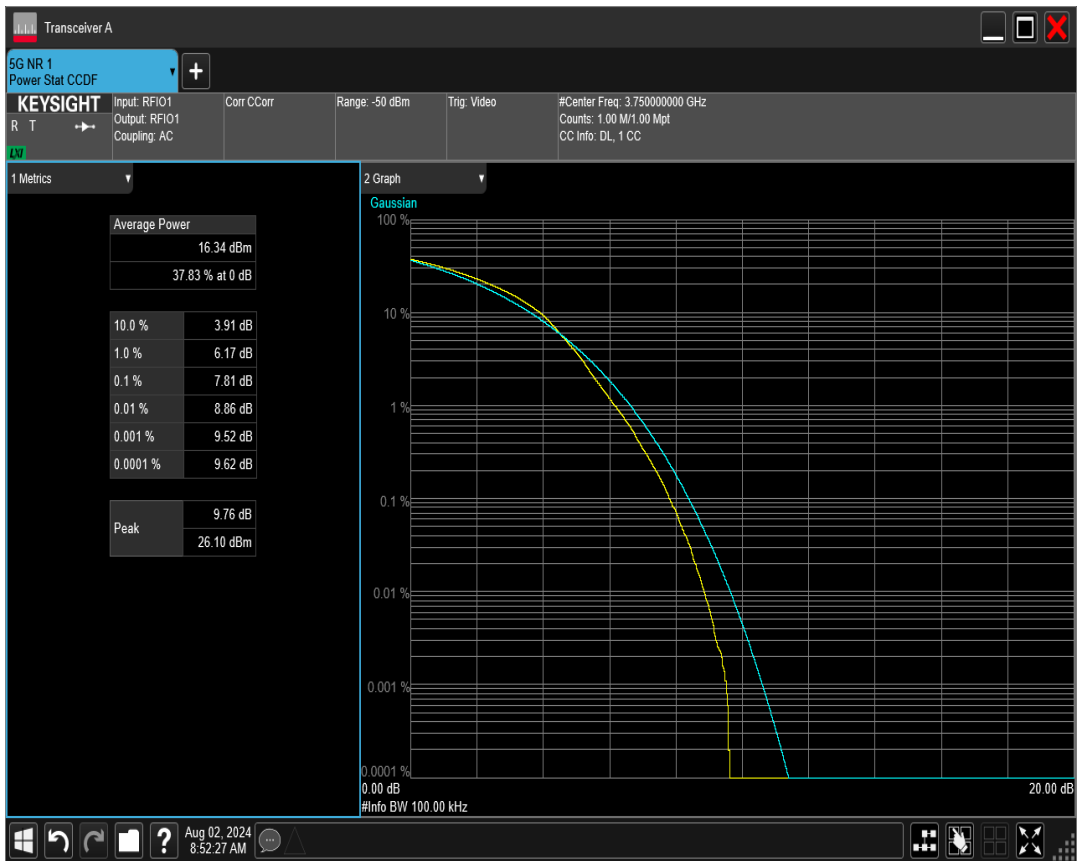 Transceiver A
5G NR 1
Power Stat CCDF
KEYSIGHT
R T
LXI
Input: RFIO1
Output: RFIO1
Coupling: AC
Corr CCorr
Range: -50 dBm
Trig: Video
#Center Freq: 3.750000000 GHz
Counts: 1.00 M/1.00 Mpt
CC Info: DL, 1 CC
1 Metrics
Average Power
16.34 dBm
37.83 % at 0 dB
10.0 % 3.91 dB
1.0 % 6.17 dB
0.1 % 7.81 dB
0.01 % 8.86 dB
0.001 % 9.52 dB
0.0001 % 9.62 dB
Peak
9.76 dB
26.10 dBm
2 Graph
Gaussian
100 %
10 %
1 %
0.1 %
0.01 %
0.001 %
0.0001 %
0.00 dB 20.00 dB
#Info BW 100.00 kHz
? Aug 02, 2024
8:52:27 AM